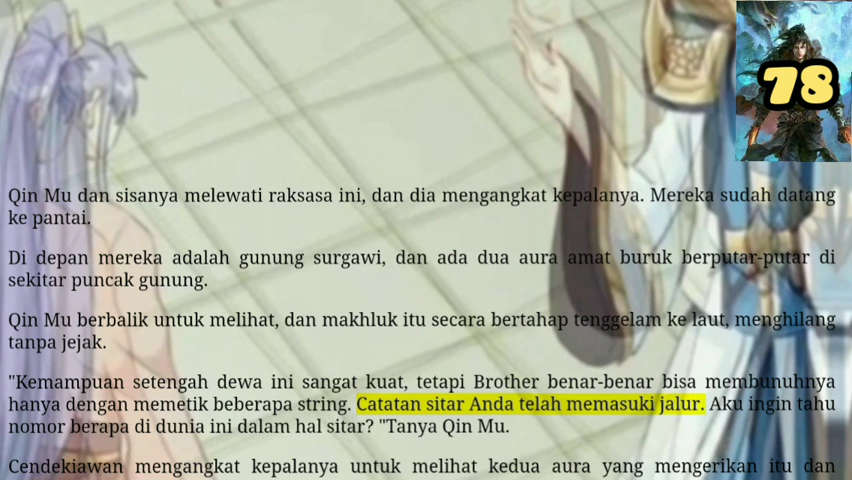 78
Qin Mu dan sisanya melewati raksasa ini, dan dia mengangkat kepalanya. Mereka sudah datang
ke pantai.
Di depan mereka adalah gunung surgawi, dan ada dua aura amat buruk berputar-putar di
sekitar puncak gunung.
Qin Mu berbalik untuk melihat, dan makhluk itu secara bertahap tenggelam ke laut, menghilang
tanpa jejak.
"Kemampuan setengah dewa ini sangat kuat, tetapi Brother benar-benar bisa membunuhnya
hanya dengan memetik beberapa string. Catatan sitar Anda telah memasuki jalur. Aku ingin tahu
nomor berapa di dunia ini dalam hal sitar? "Tanya Qin Mu.
Cendekiawan mengangkat kepalanya untuk melihat kedua aura yang mengerikan itu dan